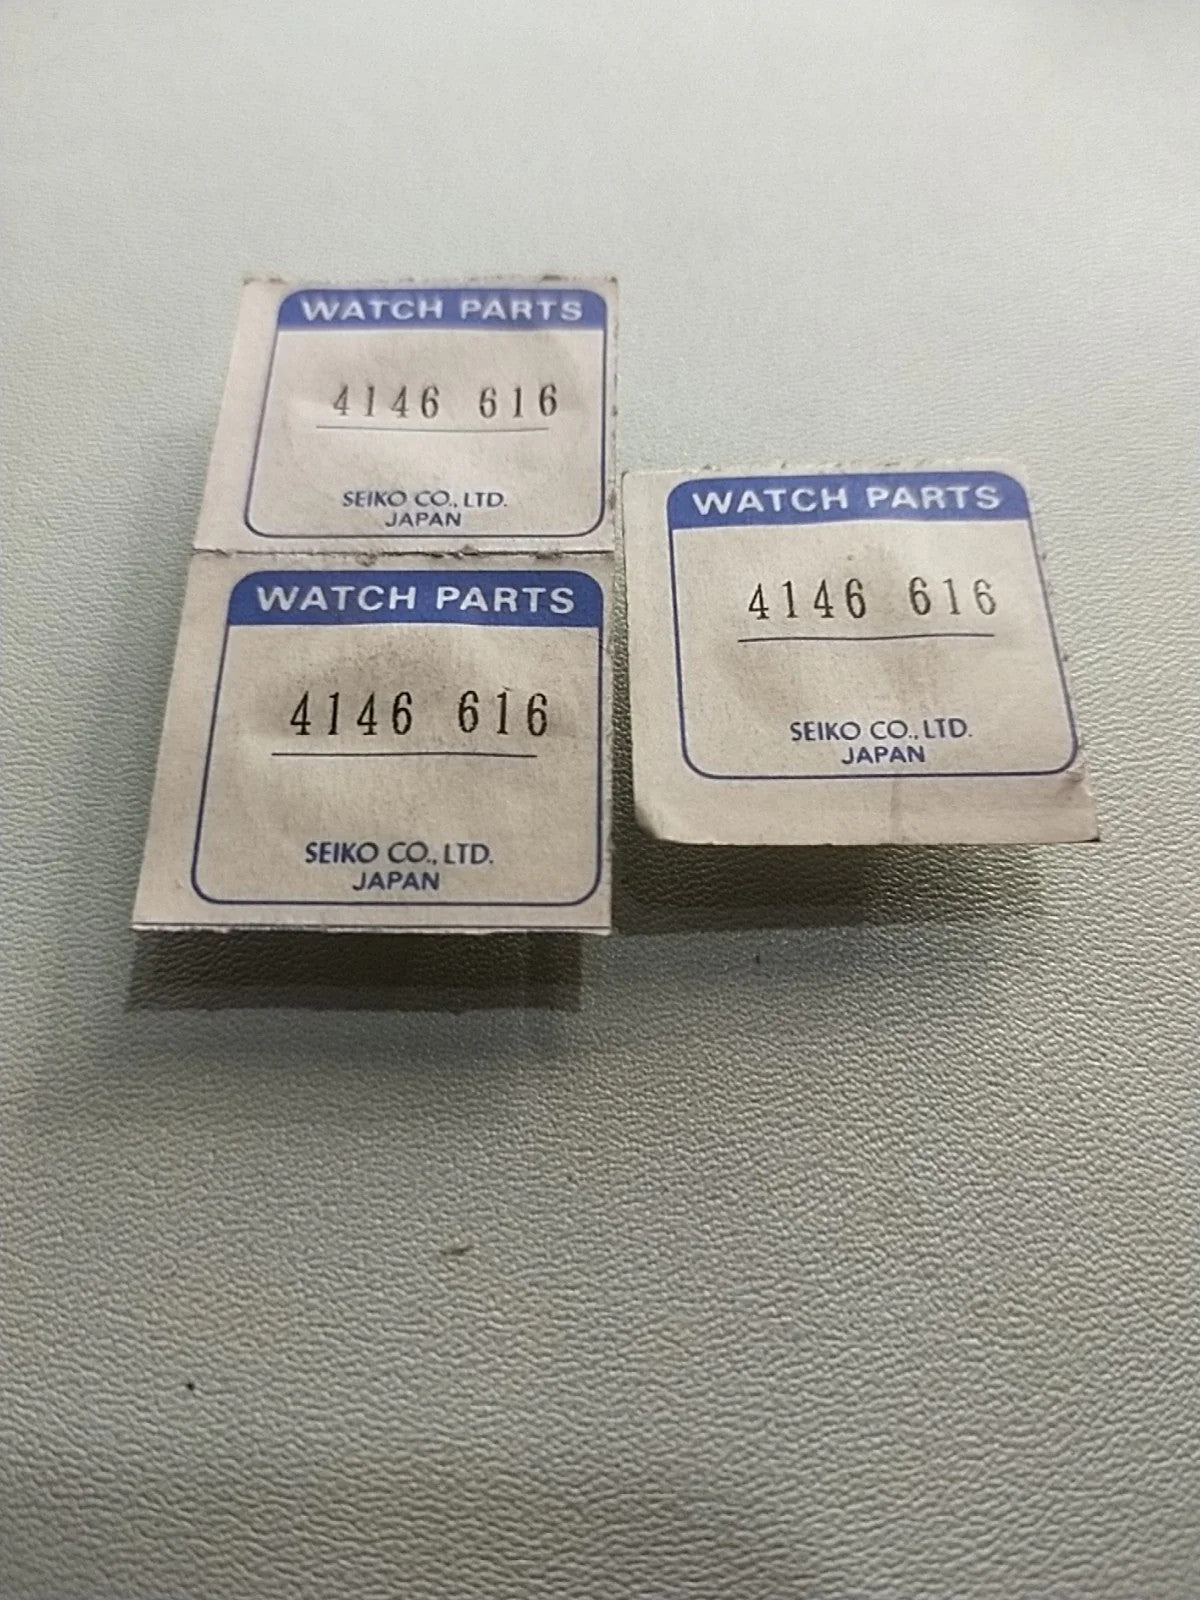 WATCH PARTS
4146 616
SEIKO CO., LTD.
JAPAN
WATCH PARTS
4146 616
SEIKO CO., LTD.
JAPAN
WATCH PARTS
4146 616
SEIKO CO., LTD.
JAPAN